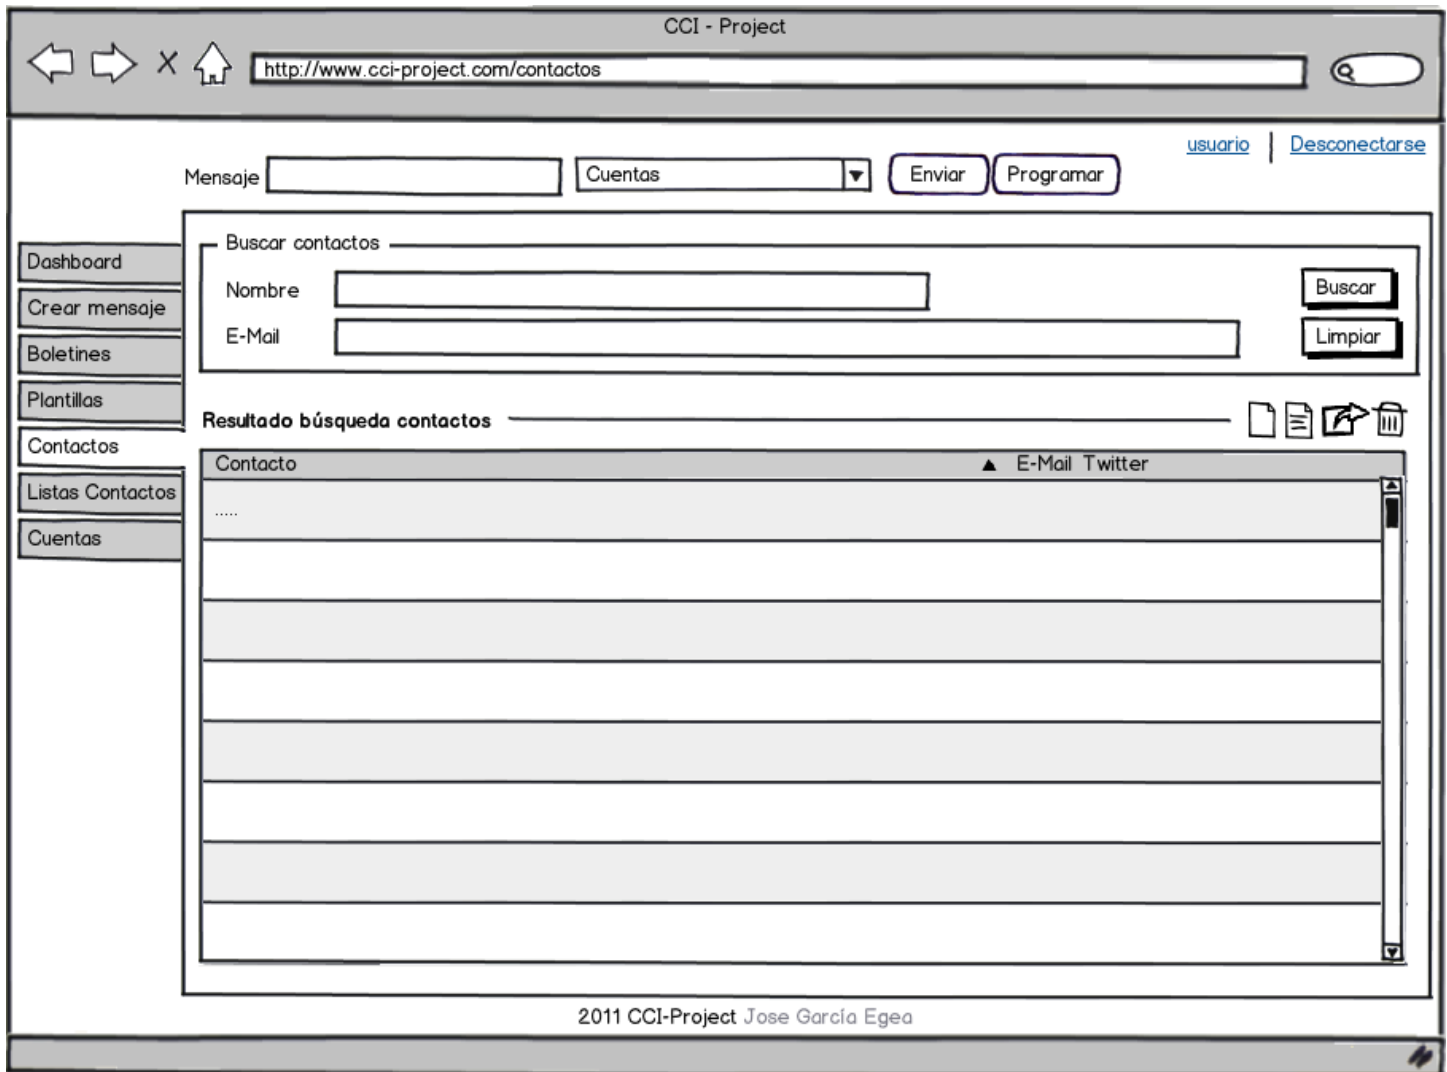 CCI - Project
http://www.cci-project.com/contactos
usuario | Desconectarse
Mensaje Cuentas Enviar Programar
Buscar contactos
Nombre Buscar
E-Mail Limpiar
Dashboard
Crear mensaje
Boletines
Plantillas
Contactos
Listas Contactos
Cuentas
Resultado búsqueda contactos
Contacto ▲ E-Mail Twitter
.....
2011 CCI-Project Jose García Egea